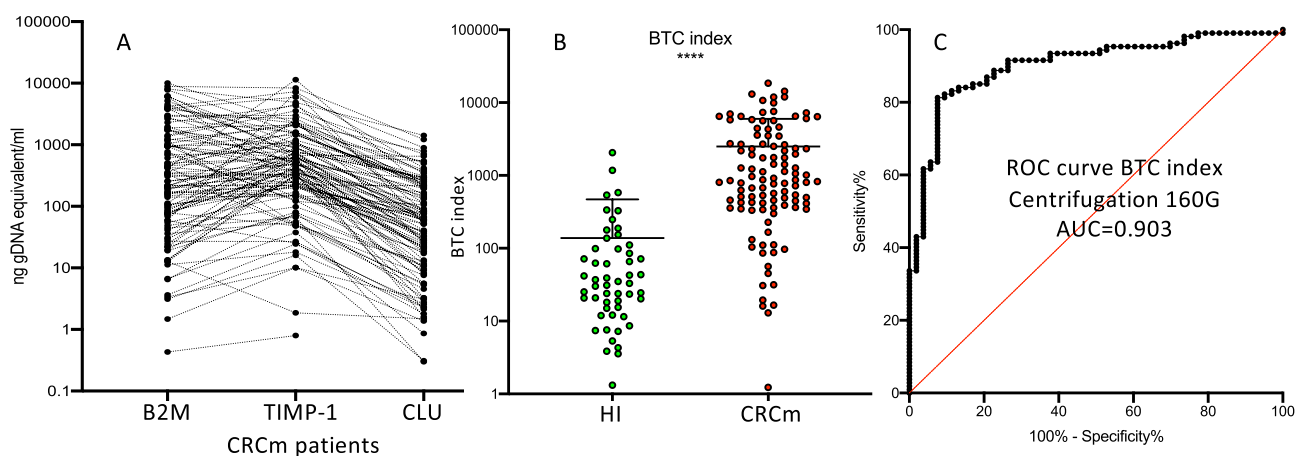 A
100000
10000
1000
100
10
1
0.1
ng gDNA equivalent/ml
B2M TIMP-1 CLU
CRCm patients
B
BTC index
****
100000
10000
1000
100
10
1
BTC index
HI CRCm
C
100
80
60
40
20
0
Sensitivity%
ROC curve BTC index
Centrifugation 160G
AUC=0.903
0 20 40 60 80 100
100% - Specificity%